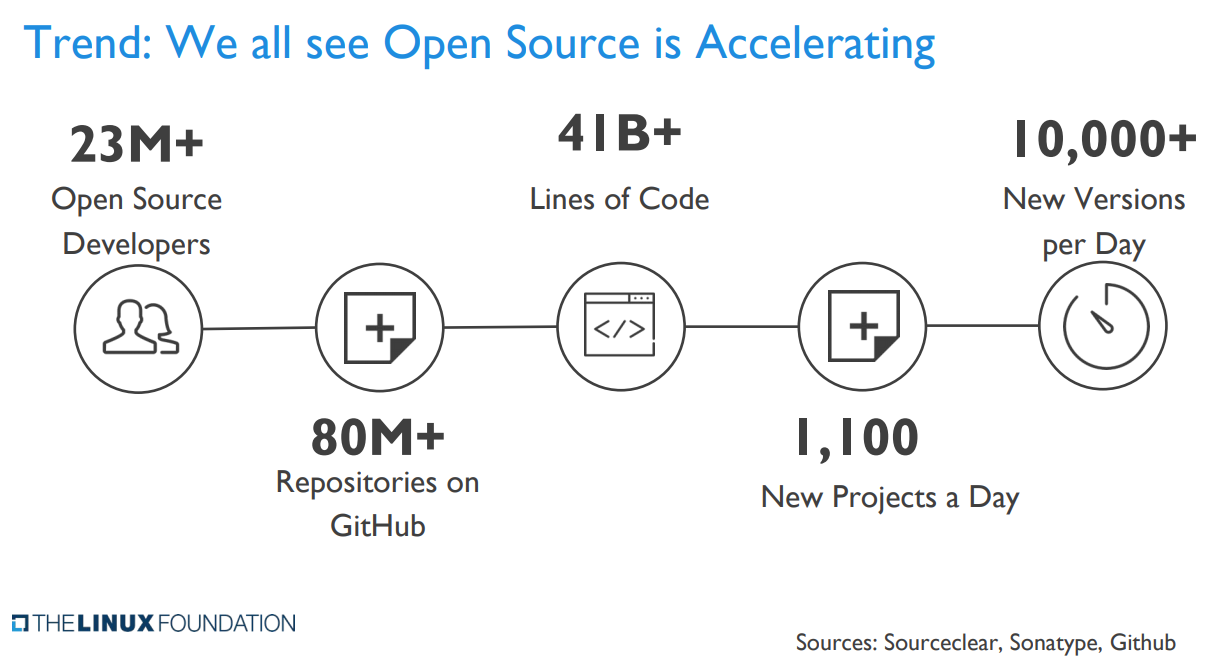 Trend: We all see Open Source is Accelerating
23M+
Open Source
Developers
80M+
Repositories on
GitHub
41B+
Lines of Code
</>
1,100
New Projects a Day
10,000+
New Versions
per Day
THE LINUX FOUNDATION
Sources: Sourceclear, Sonatype, Github